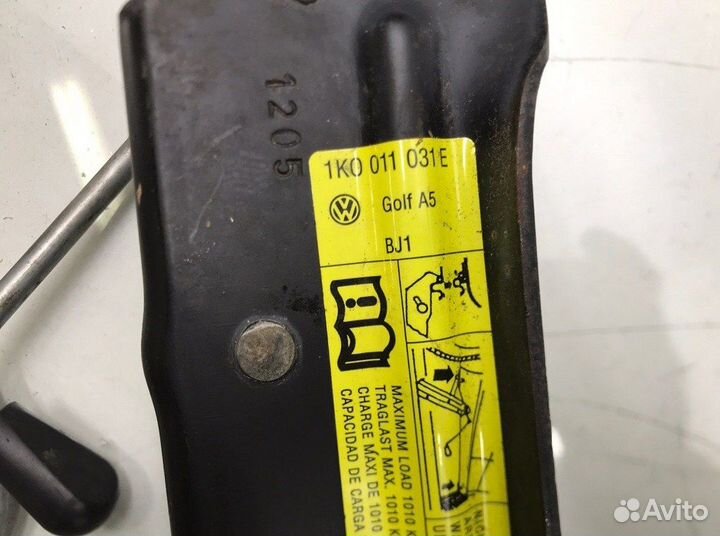 1205
1K0 011 031E
Golf A5
BJ1
MAXIMUM LOAD 1010 K
TRAGLAST MAX. 1010 K
CHARGE MAXI DE 1010
CAPACIDAD DE CARGA
Avito